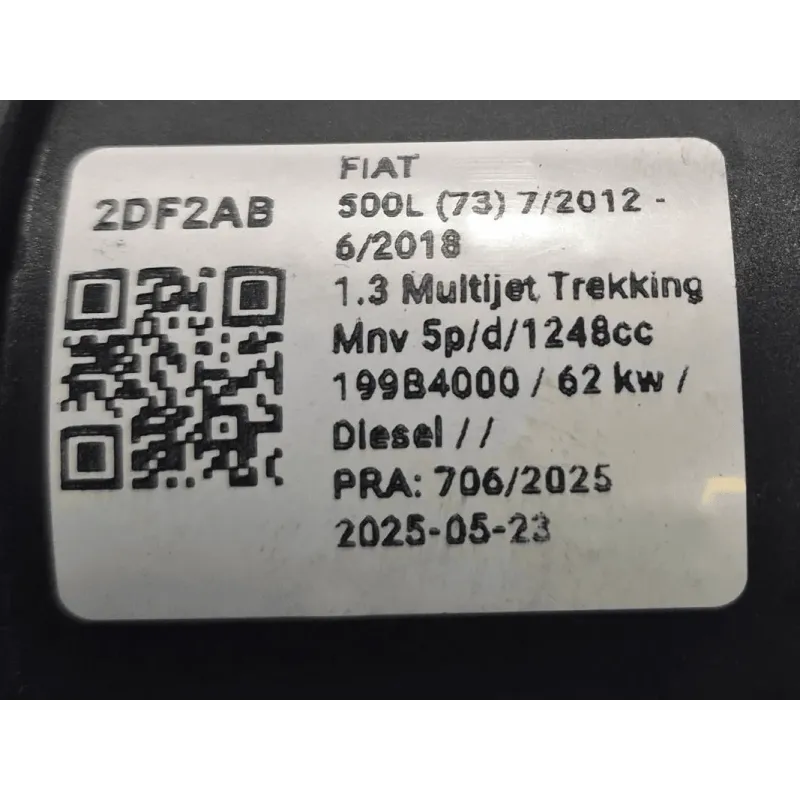 2DF2AB
FIAT
500L (73) 7/2012 -
6/2018
1.3 Multijet Trekking
Mnv 5p/d/1248cc
199B4000 / 62 kw /
Diesel / /
PRA: 706/2025
2025-05-23